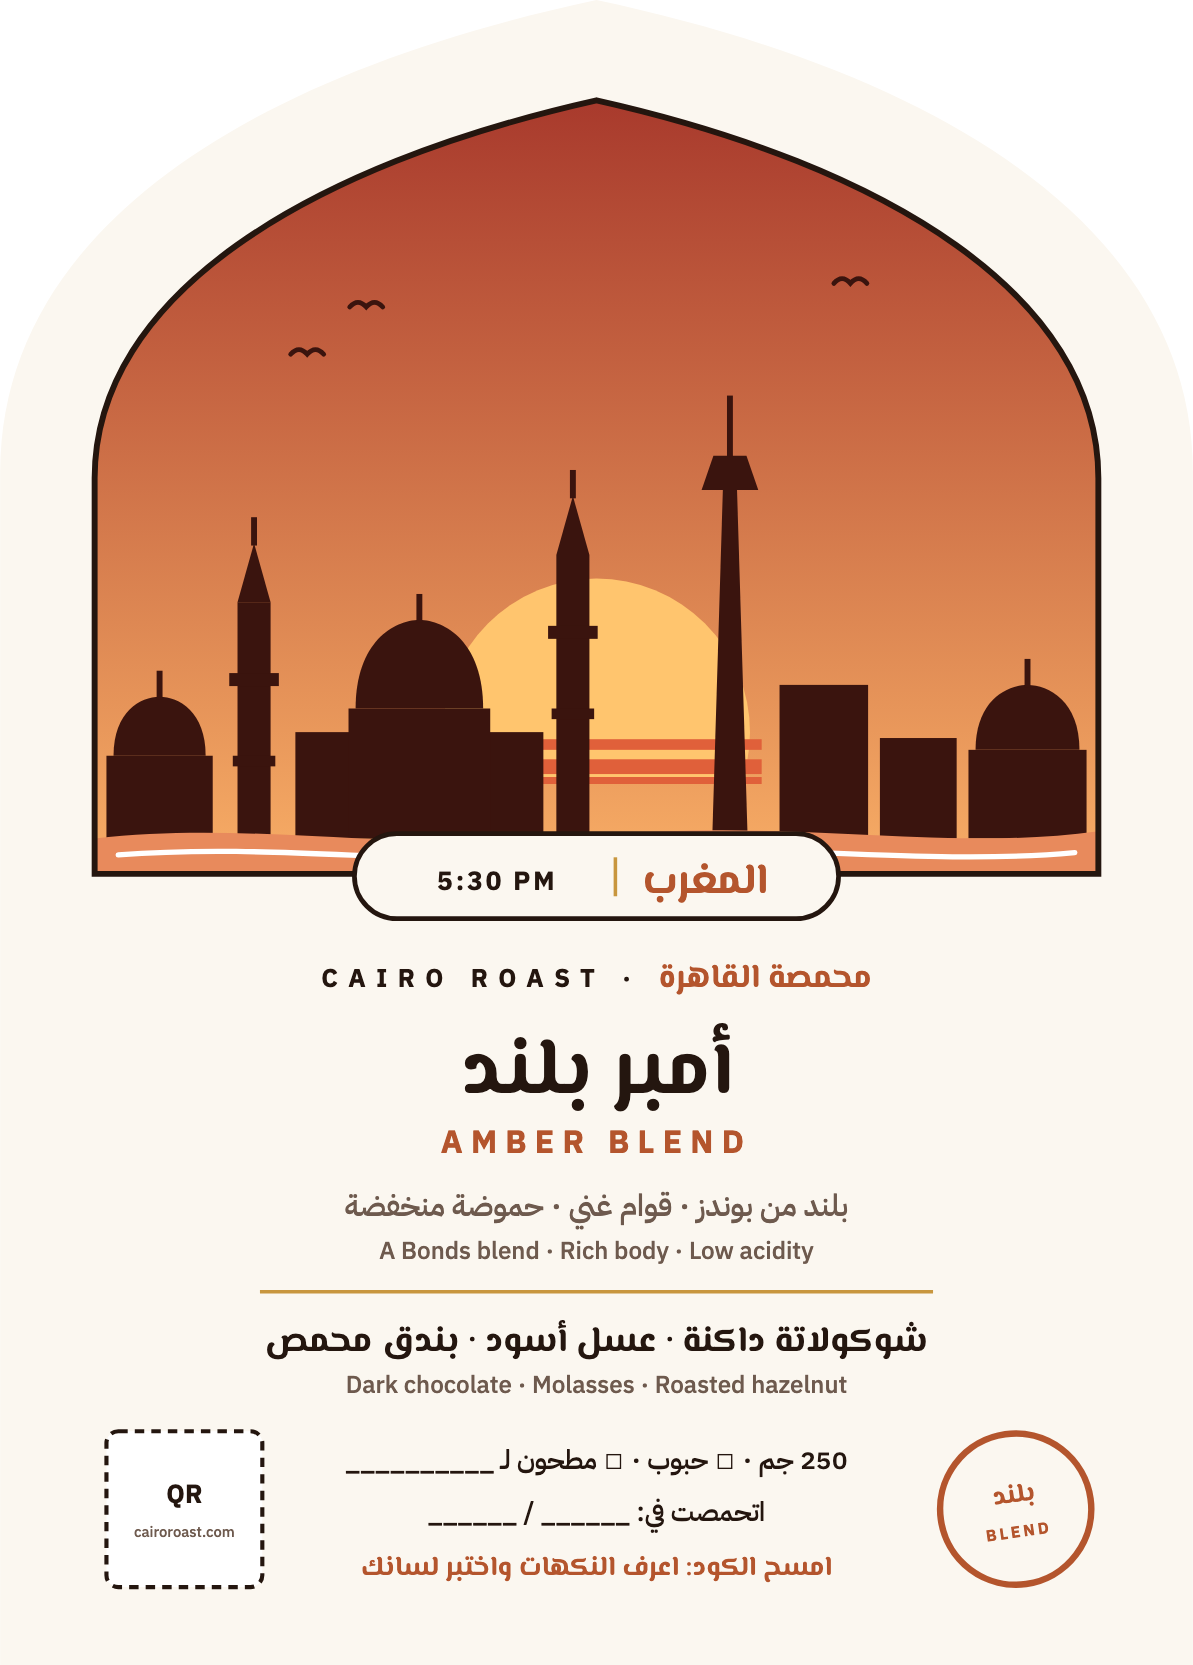 5:30 PM | المغرب
CAIRO ROAST · محمصة القاهرة
أمبر بلند
AMBER BLEND
بلند من بوندز · قوام غني · حموضة منخفضة
A Bonds blend · Rich body · Low acidity
شوكولاتة داكنة · عسل أسود · بندق محمص
Dark chocolate · Molasses · Roasted hazelnut
250 جم · □ حبوب · □ مطحون لـ __________
اتحمصت في: ______ / ______
امسح الكود: اعرف النكهات واختبر لسانك
QR
cairoroast.com
بلند
BLEND